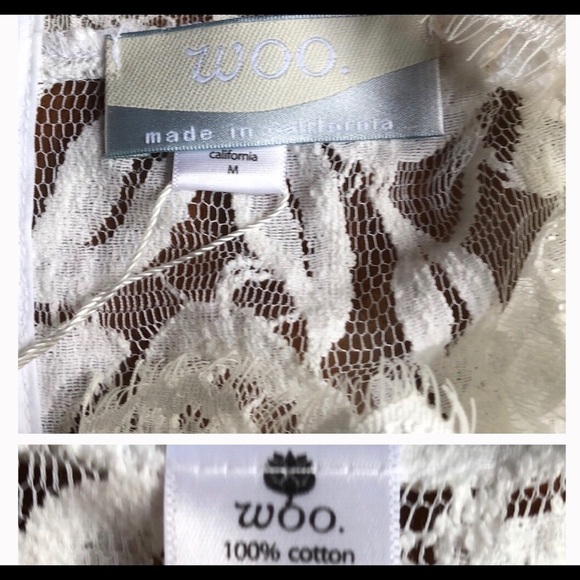 woo.
made in california
california
M
woo.
100% cotton